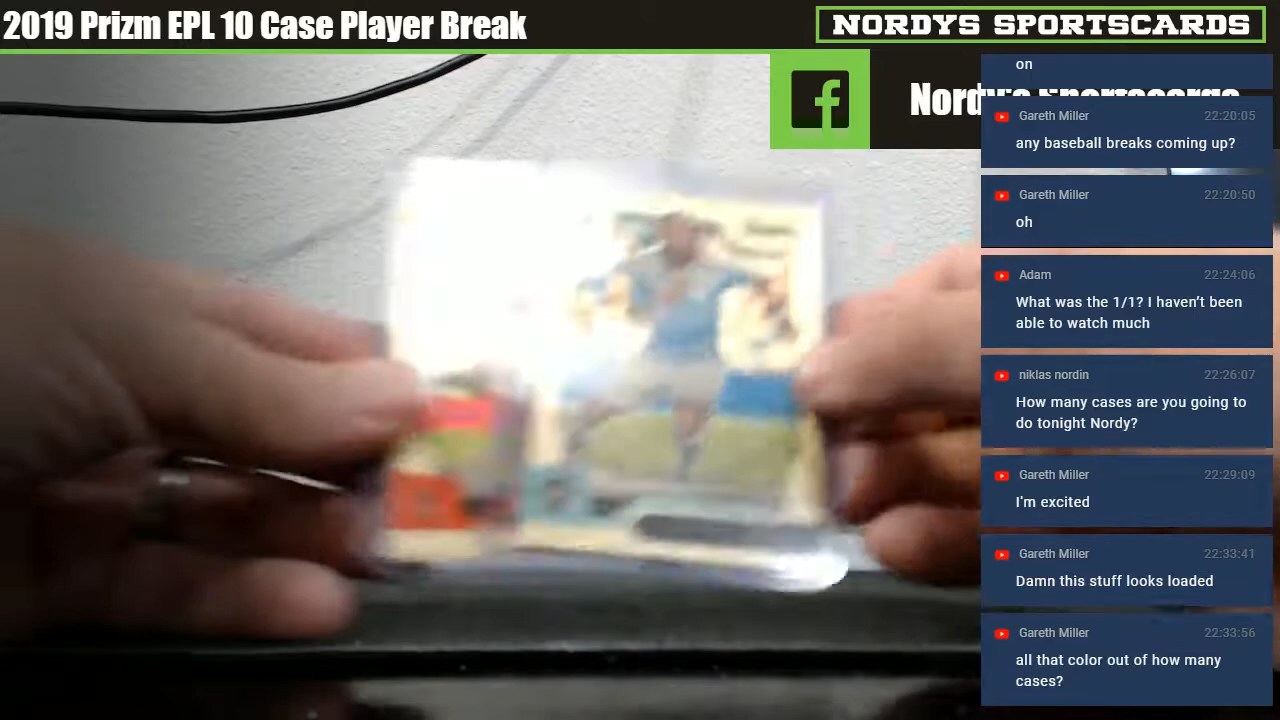 2019 Prizm EPL 10 Case Player Break
NORDYS SPORTSCARDS
on
Gareth Miller 22:20:05
any baseball breaks coming up?
Gareth Miller 22:20:50
oh
Adam 22:24:06
What was the 1/1? I haven’t been
able to watch much
niklas nordin 22:26:07
How many cases are you going to
do tonight Nordy?
Gareth Miller 22:29:09
I'm excited
Gareth Miller 22:33:41
Damn this stuff looks loaded
Gareth Miller 22:33:56
all that color out of how many
cases?